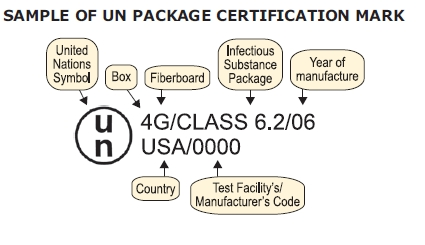 SAMPLE OF UN PACKAGE CERTIFICATION MARK
United
Nations
Symbol
Box
Fiberboard
Infectious
Substance
Package
Year of
manufacture
u
n
4G/CLASS 6.2/06
USA/0000
Country
Test Facility's/
Manufacturer's Code